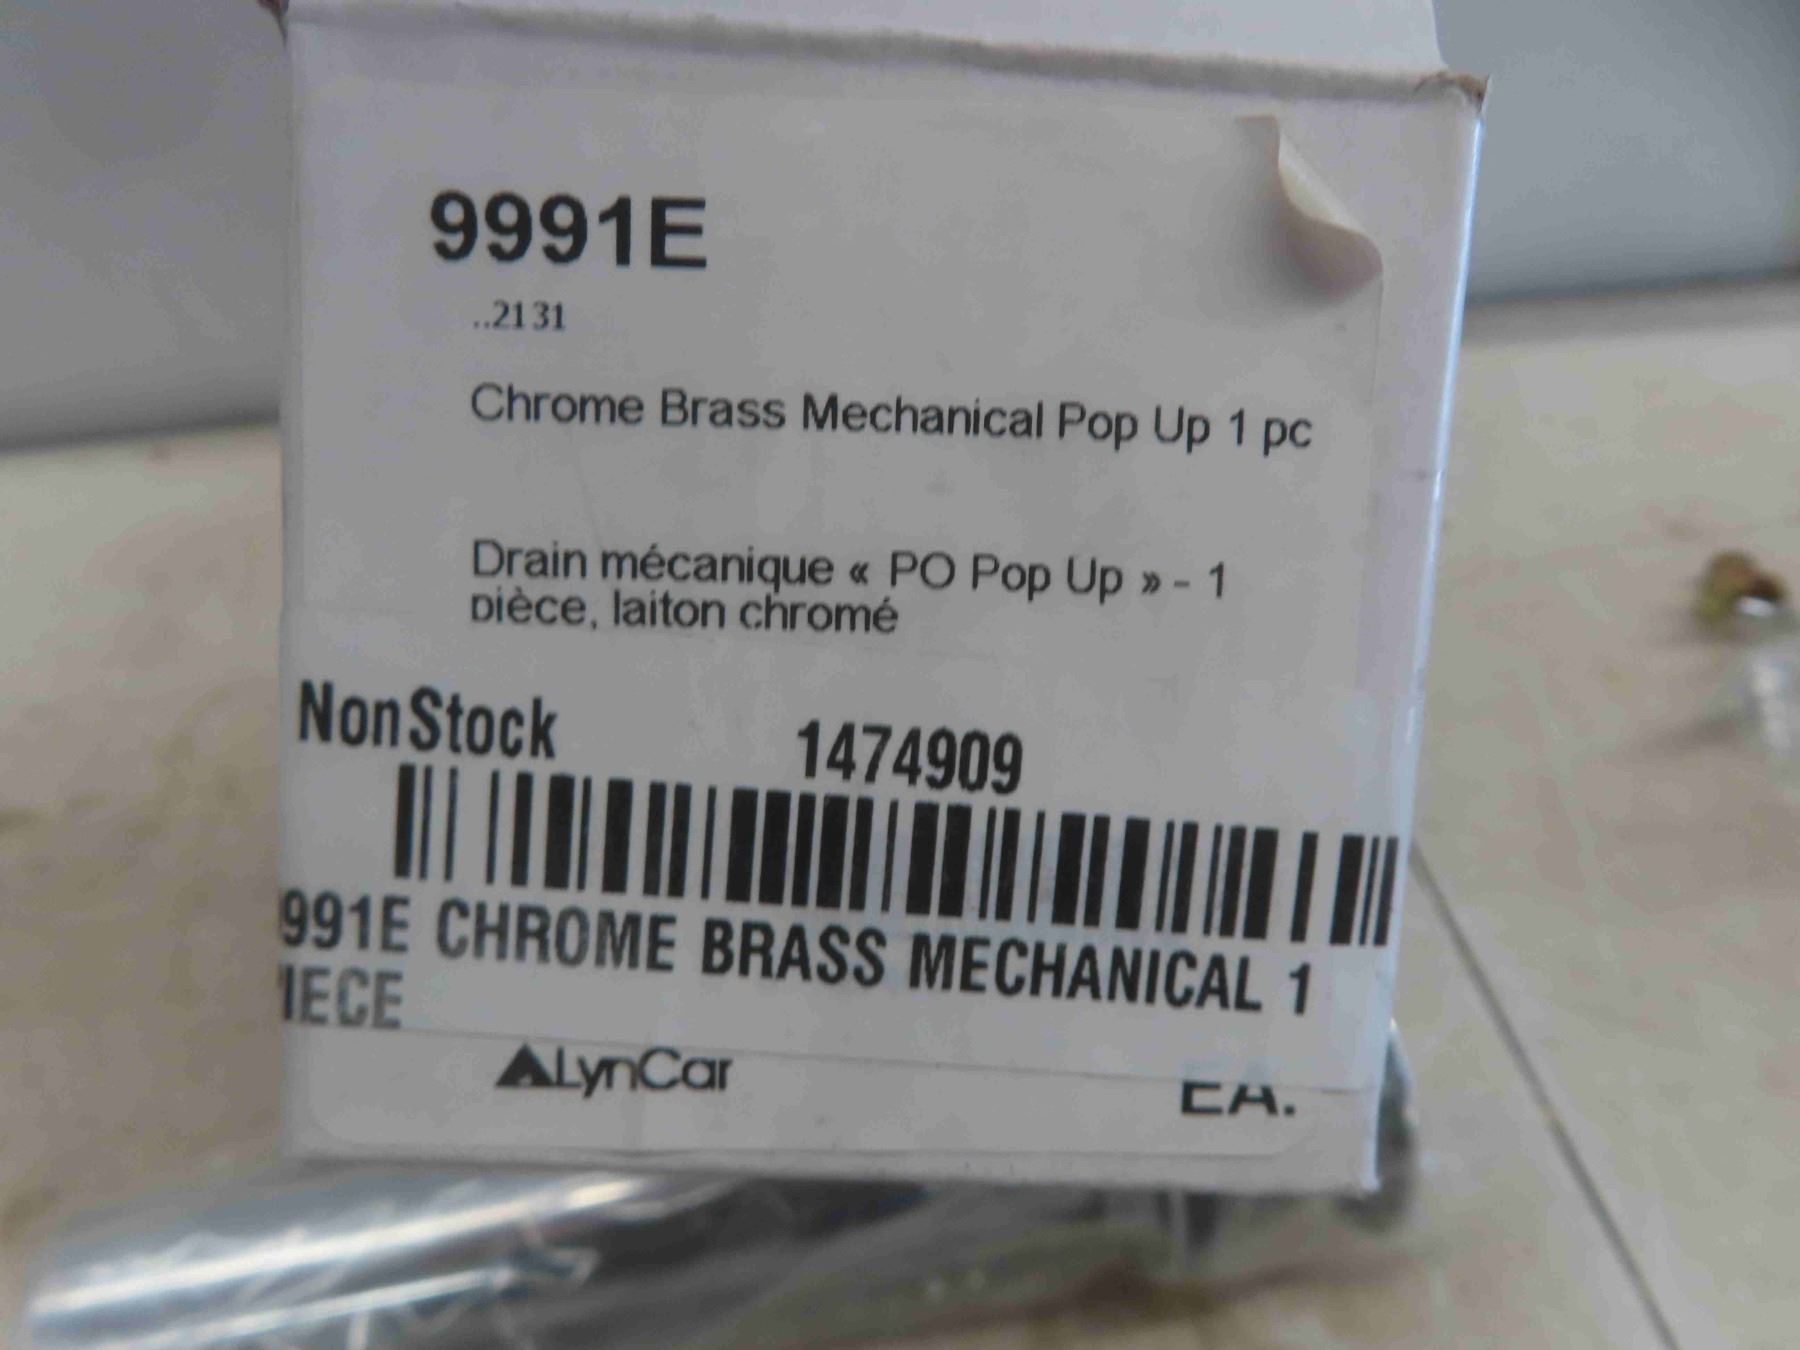 9991E
..2131
Chrome Brass Mechanical Pop Up 1 pc
Drain mécanique « PO Pop Up » - 1
pièce, laiton chromé
NonStock 1474909
991E CHROME BRASS MECHANICAL 1
IECE
LynCar
EA.